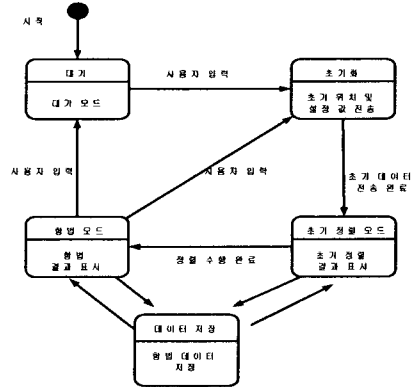 시작
대기
대기 모드
사용자 입력
초기화
초기 위치 및
설정 값 전송
사용자 입력
사용자 입력
초기 데이터
전송 완료
항법 모드
항법
결과 표시
정렬 수행 완료
초기 정렬 모드
초기 정렬
결과 표시
데이터 저장
항법 데이터
저장